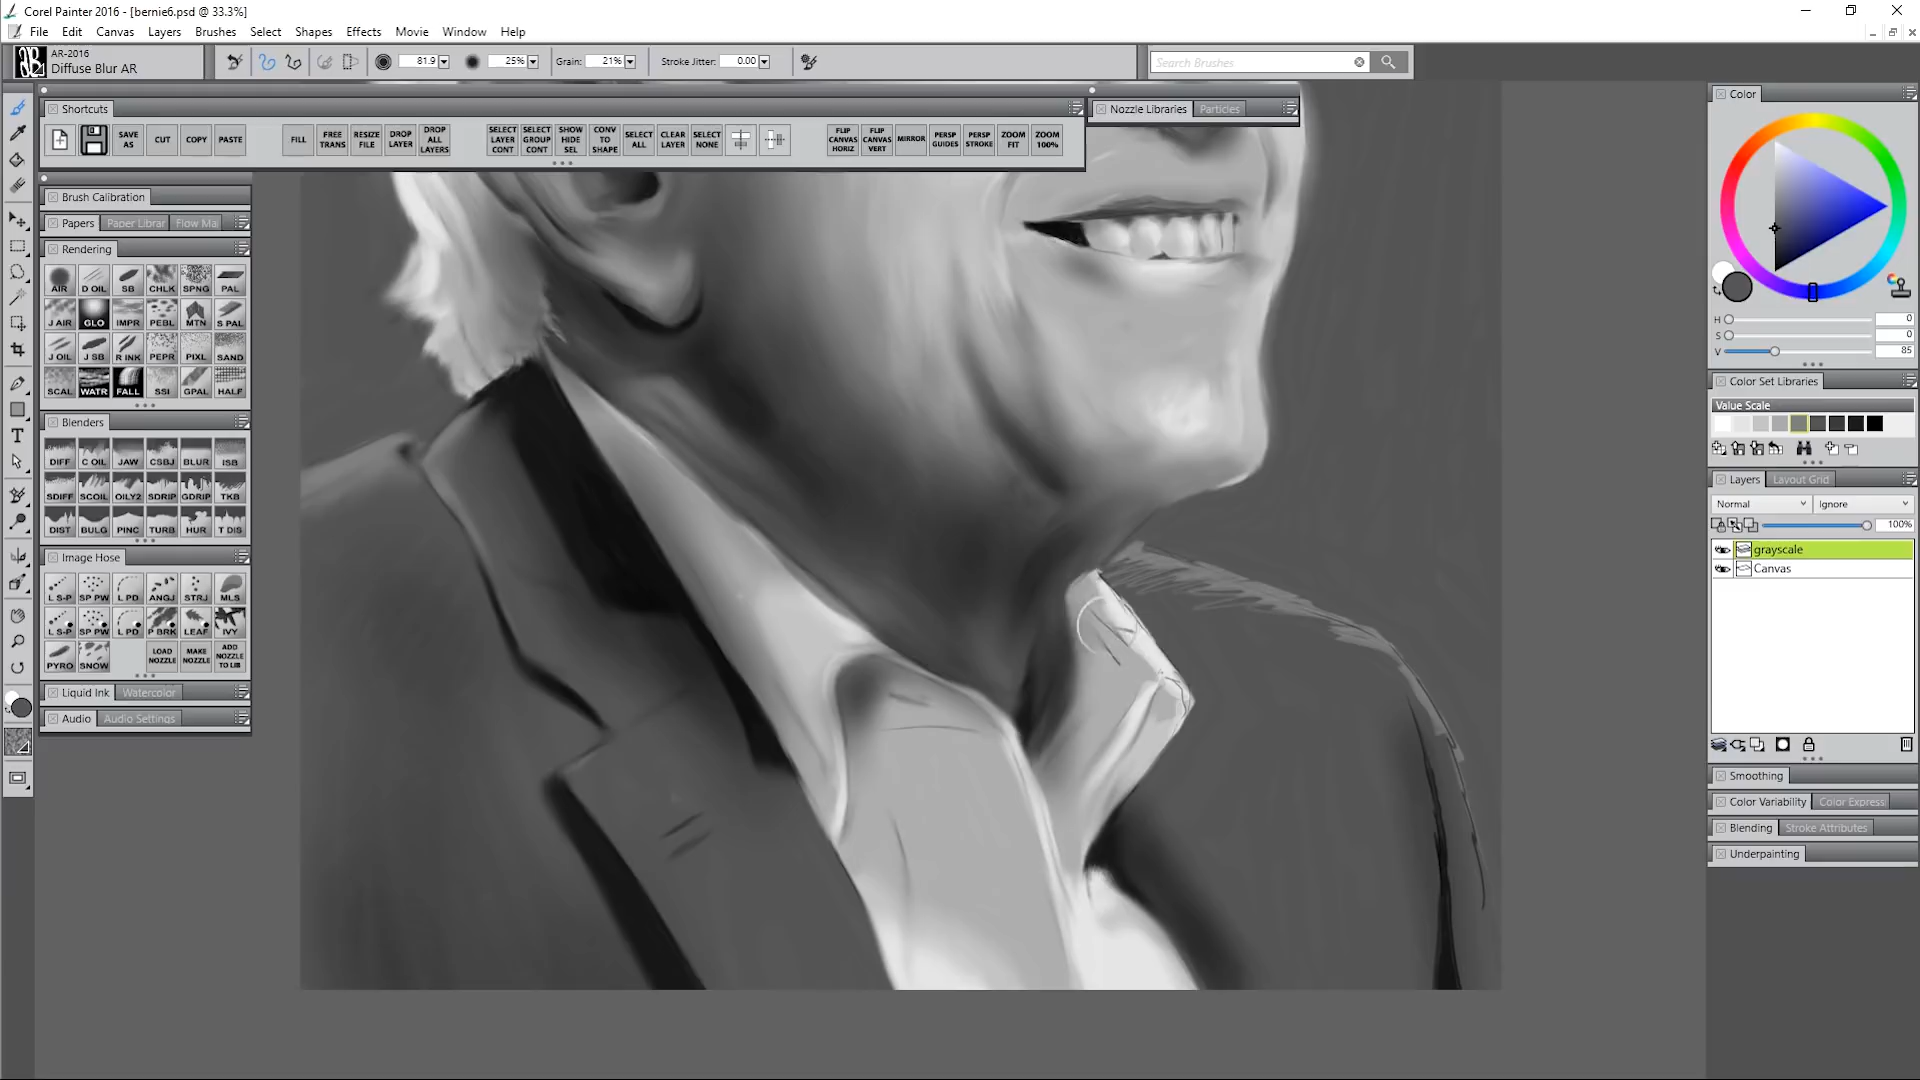 Corel Painter 2016 - [bernie6.psd @ 33.3%]
File Edit Canvas Layers Brushes Select Shapes Effects Movie Window Help
AR-2016
Diffuse Blur AR
81.9 25% Grain: 21% Stroke Jitter: 0.00
Search Brushes
Shortcuts
SAVE AS CUT COPY PASTE FILL FREE TRANS RESIZE FILE DROP LAYER DROP ALL LAYERS SELECT LAYER CONT SELECT GROUP CONT SHOW HIDE SEL CONV TO SHAPE SELECT ALL CLEAR LAYER SELECT NONE FLIP CANVAS HORIZ FLIP CANVAS VERT MIRROR PERSP GUIDES PERSP STROKE ZOOM FIT ZOOM 100%
Nozzle Libraries Particles
Brush Calibration
Papers Paper Librar Flow Ma
Rendering
AIR D OIL SB CHLK SPNG PAL
J AIR GLO IMPR PEBL MTN S PAL
J OIL J SB R INK PEPR PIXL SAND
SCAL WATR FALL SSI GPAL HALF
Blenders
DIFF C OIL JAW CSBJ BLUR ISB
SDIFF SCOIL OILY2 SDRIP GDRIP TKB
DIST BULG PINC TURB HUR T DIS
Image Hose
L S-P SP PW L PD ANGJ STRJ MLS
L S-P SP PW L PD P BRK LEAF IVY
PYRO SNOW LOAD NOZZLE MAKE NOZZLE ADD NOZZLE TO LIB
Liquid Ink Watercolor
Audio Audio Settings
Color
H 0
S 0
V 85
Color Set Libraries
Value Scale
Layers Layout Grid
Normal Ignore
100%
grayscale
Canvas
Smoothing
Color Variability Color Express
Blending Stroke Attributes
Underpainting